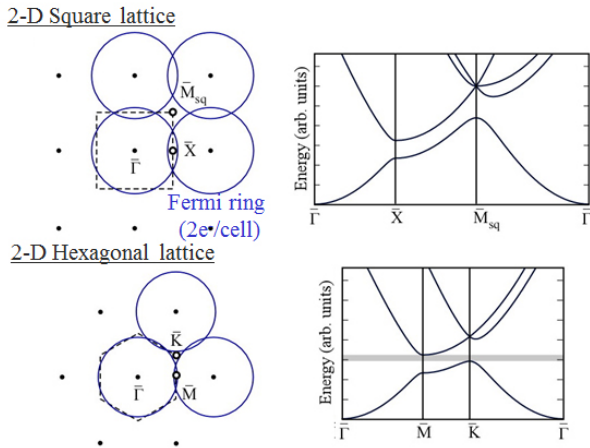 2-D Square lattice
M̄sq
X̄
Γ̄
Fermi ring
(2e⁻/cell)
Energy (arb. units)
Γ̄ X̄ M̄sq Γ̄
2-D Hexagonal lattice
K̄
Γ̄ M̄
Energy (arb. units)
Γ̄ M̄ K̄ Γ̄